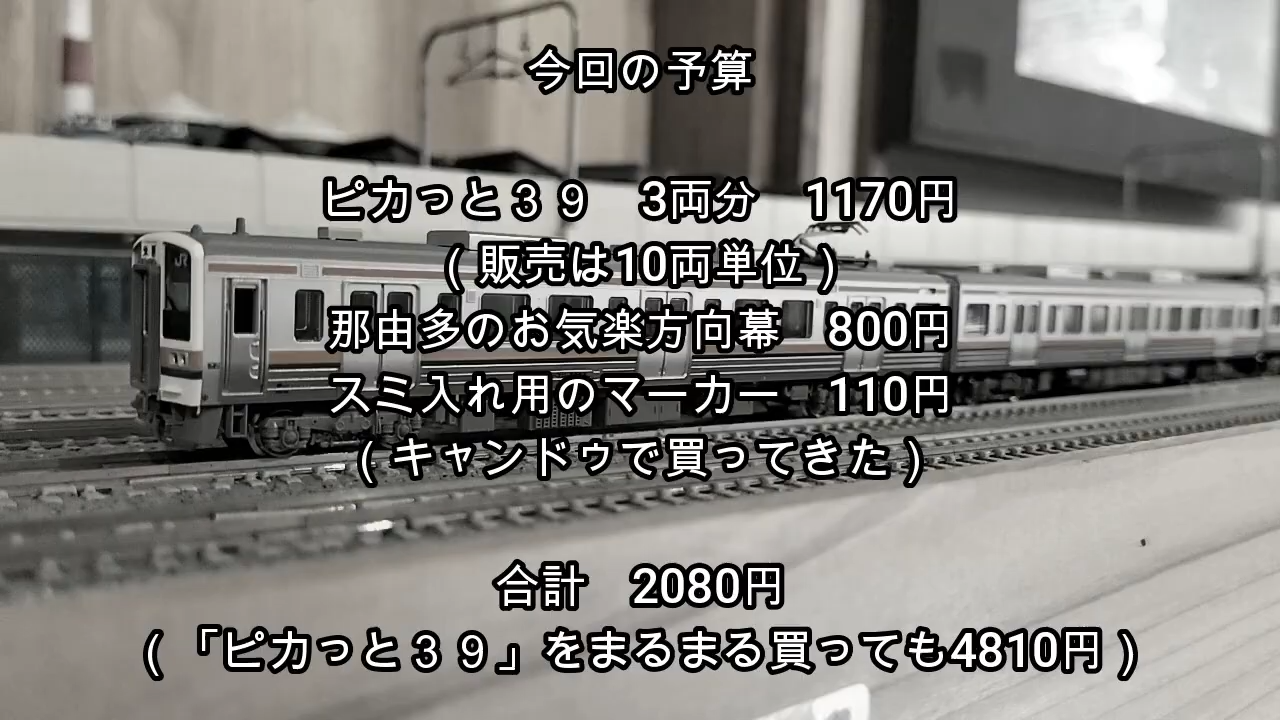 今回の予算
ピカっと３９　3両分　1170円
（販売は10両単位）
那由多のお気楽方向幕　800円
スミ入れ用のマーカー　110円
（キャンドゥで買ってきた）
合計　2080円
（「ピカっと３９」をまるまる買っても4810円）
JR